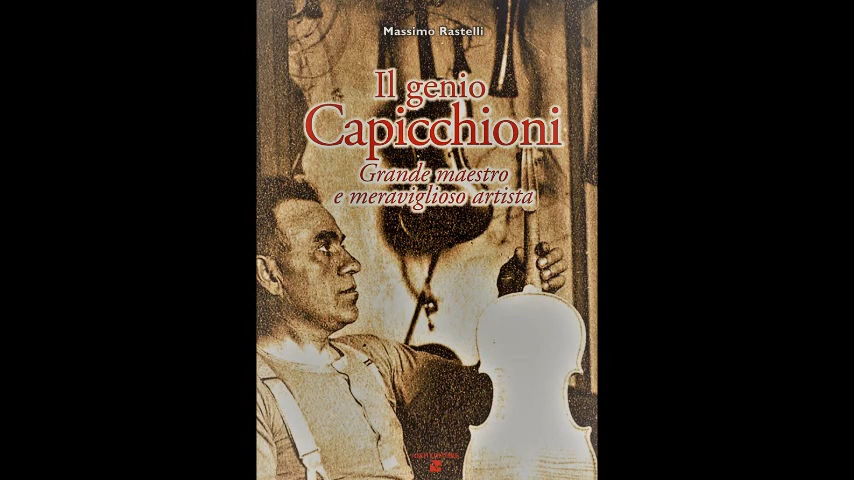 Massimo Rastelli
Il genio
Capicchioni
Grande maestro
e meraviglioso artista